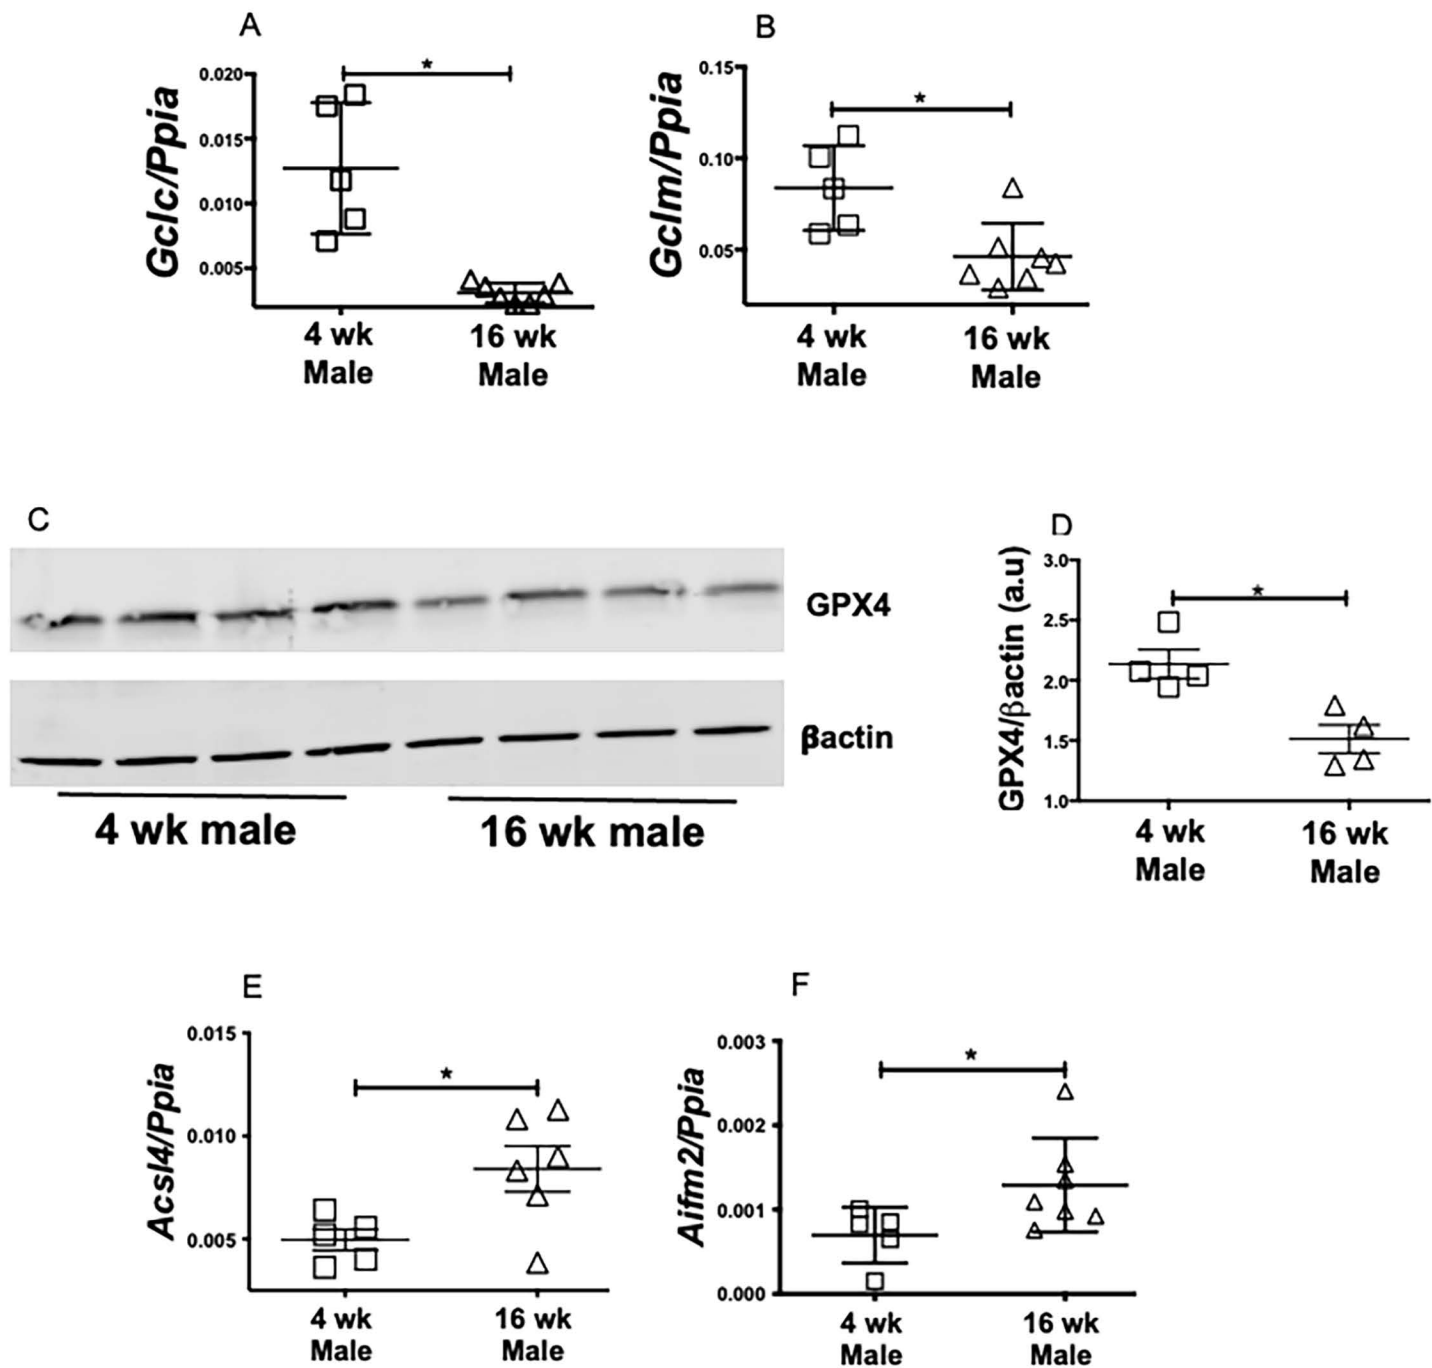 A
Gclc/Ppia
0.020
0.015
0.010
0.005
*
4 wk
Male
16 wk
Male
B
Gclm/Ppia
0.15
0.10
0.05
*
4 wk
Male
16 wk
Male
C
GPX4
βactin
4 wk male
16 wk male
D
GPX4/βactin (a.u)
3.0
2.5
2.0
1.5
1.0
*
4 wk
Male
16 wk
Male
E
Acsl4/Ppia
0.015
0.010
0.005
*
4 wk
Male
16 wk
Male
F
Aifm2/Ppia
0.003
0.002
0.001
0.000
*
4 wk
Male
16 wk
Male